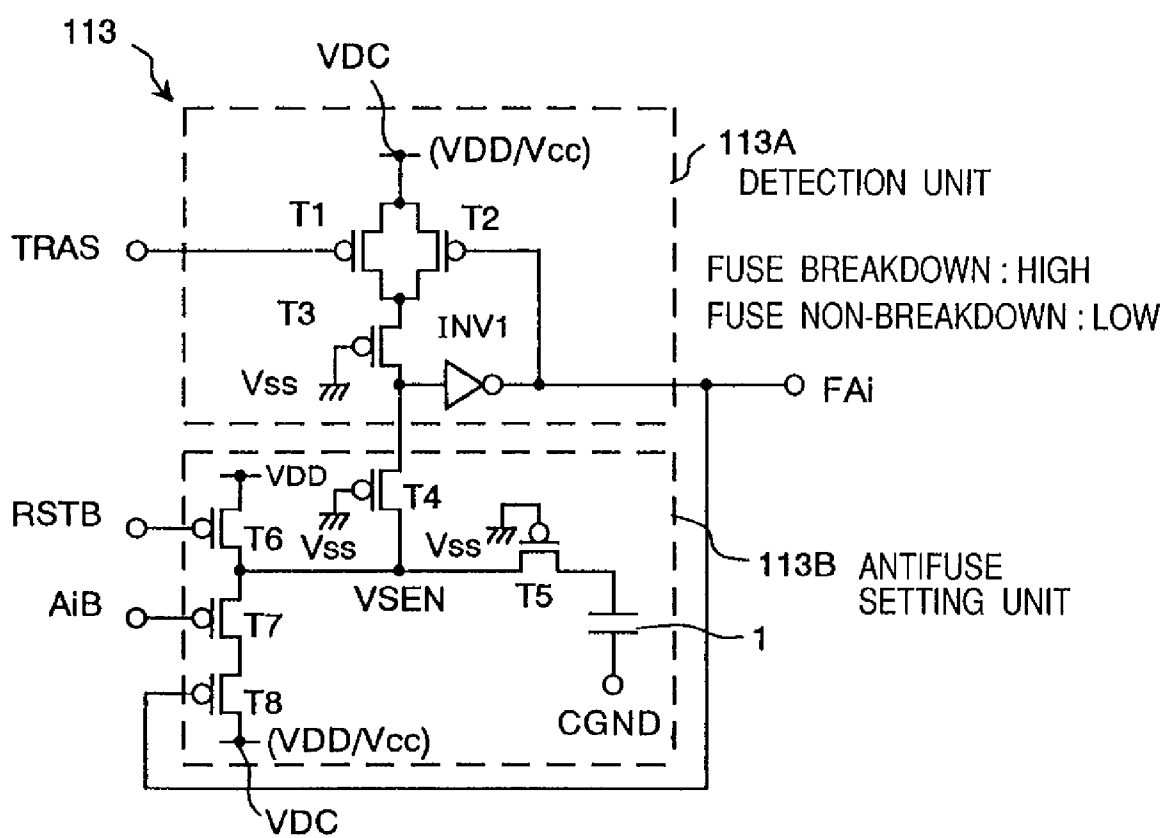 113
VDC
(VDD/Vcc)
113A
DETECTION UNIT
T1
T2
TRAS
FUSE BREAKDOWN : HIGH
FUSE NON-BREAKDOWN : LOW
T3
INV1
Vss
FAi
VDD
RSTB
T6
Vss
T4
Vss
T5
113B ANTIFUSE
SETTING UNIT
VSEN
AiB
T7
1
T8
CGND
(VDD/Vcc)
VDC